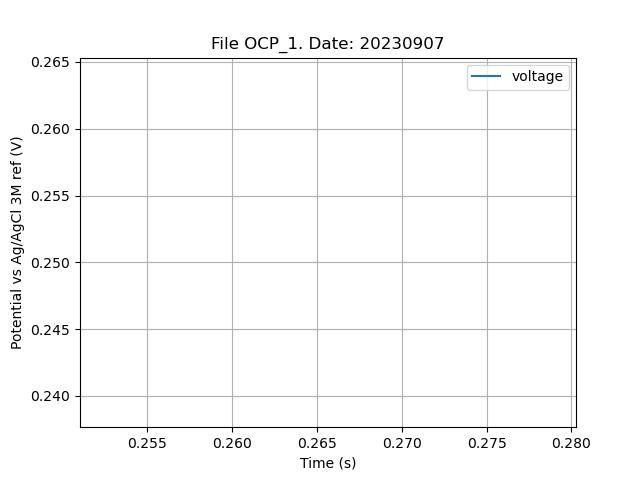 File OCP_1. Date: 20230907
voltage
Potential vs Ag/AgCl 3M ref (V)
0.265
0.260
0.255
0.250
0.245
0.240
0.255 0.260 0.265 0.270 0.275 0.280
Time (s)